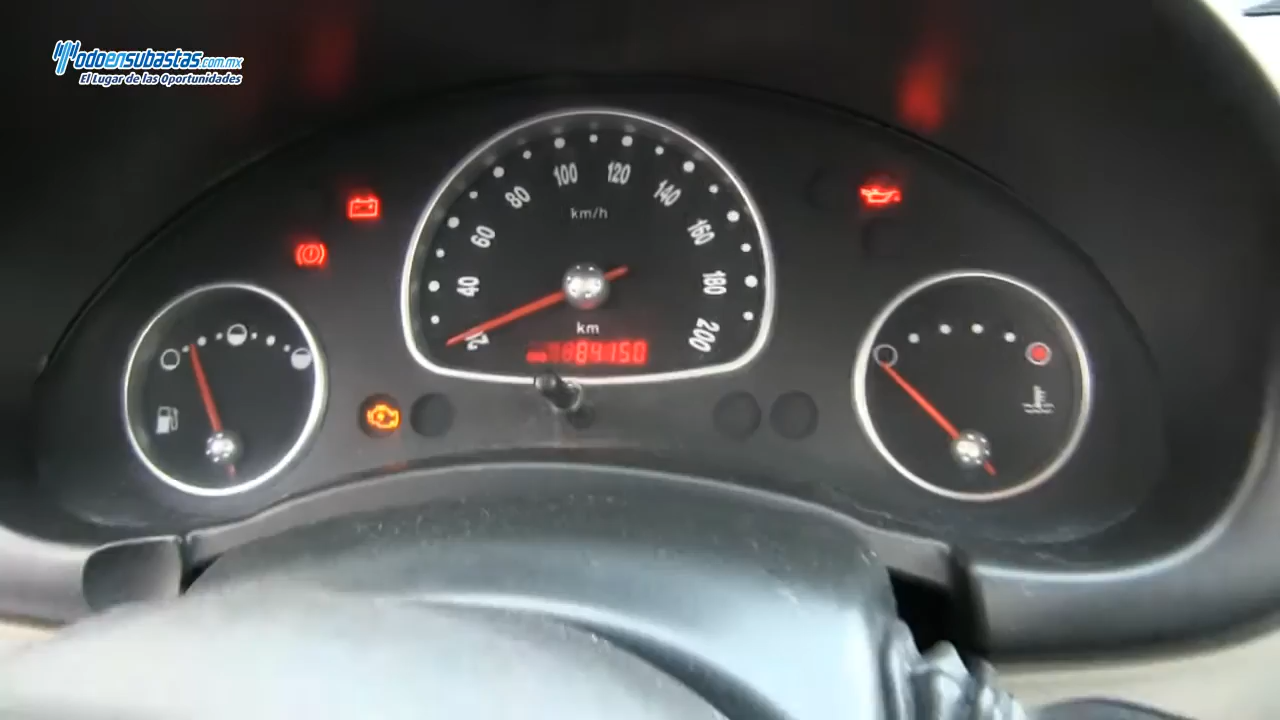 todoensubastas.com.mx
El Lugar de las Oportunidades
20
40
60
80
100
120
140
160
180
200
km/h
km
84150